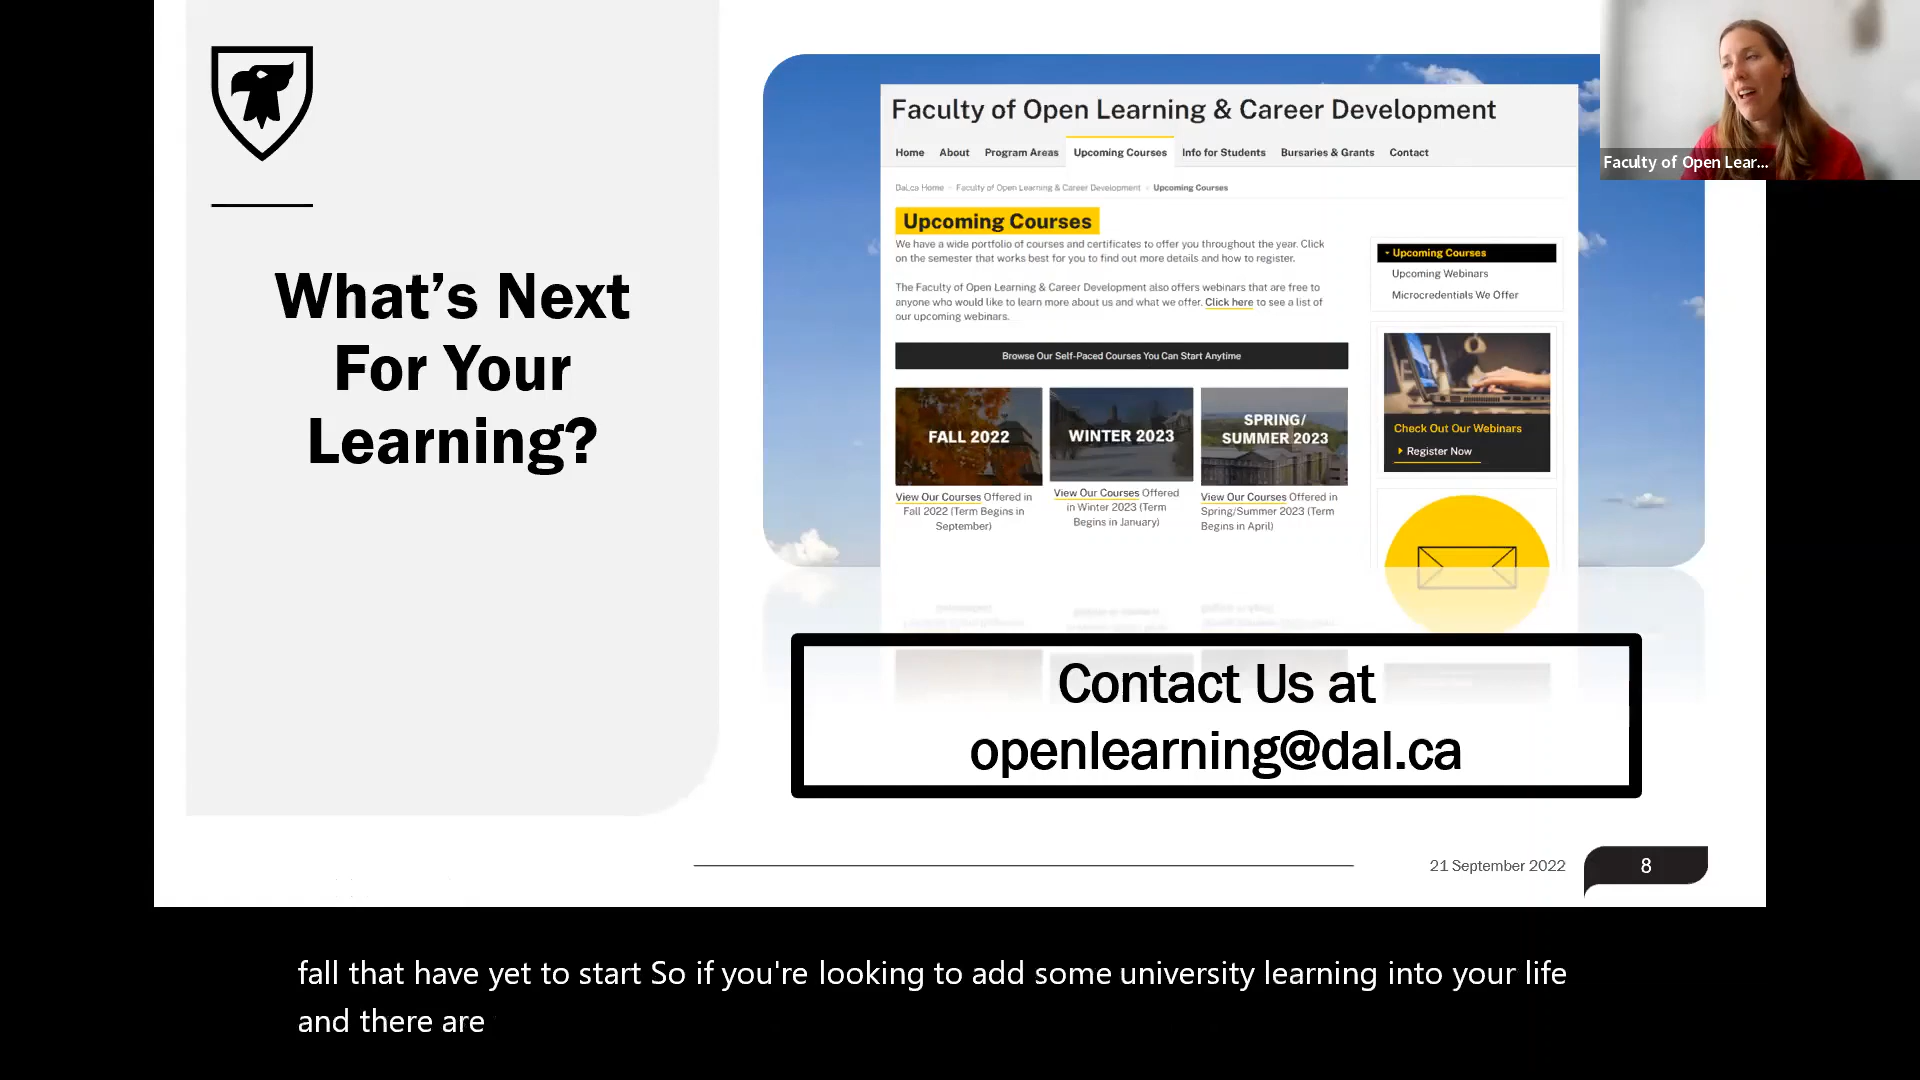 What's Next
For Your
Learning?
Faculty of Open Learning & Career Development
Home About Program Areas Upcoming Courses Info for Students Bursaries & Grants Contact
Dal.ca Home Faculty of Open Learning & Career Development Upcoming Courses
Upcoming Courses
We have a wide portfolio of courses and certificates to offer you throughout the year. Click
on the semester that works best for you to find out more details and how to register.
The Faculty of Open Learning & Career Development also offers webinars that are free to
anyone who would like to learn more about us and what we offer. Click here to see a list of
our upcoming webinars.
Browse Our Self-Paced Courses You Can Start Anytime
FALL 2022
View Our Courses Offered in
Fall 2022 (Term Begins in
September)
WINTER 2023
View Our Courses Offered
in Winter 2023 (Term
Begins in January)
SPRING/
SUMMER 2023
View Our Courses Offered in
Spring/Summer 2023 (Term
Begins in April)
Upcoming Courses
Upcoming Webinars
Microcredentials We Offer
Check Out Our Webinars
Register Now
Faculty of Open Lear...
Contact Us at
openlearning@dal.ca
21 September 2022
8
fall that have yet to start So if you're looking to add some university learning into your life
and there are